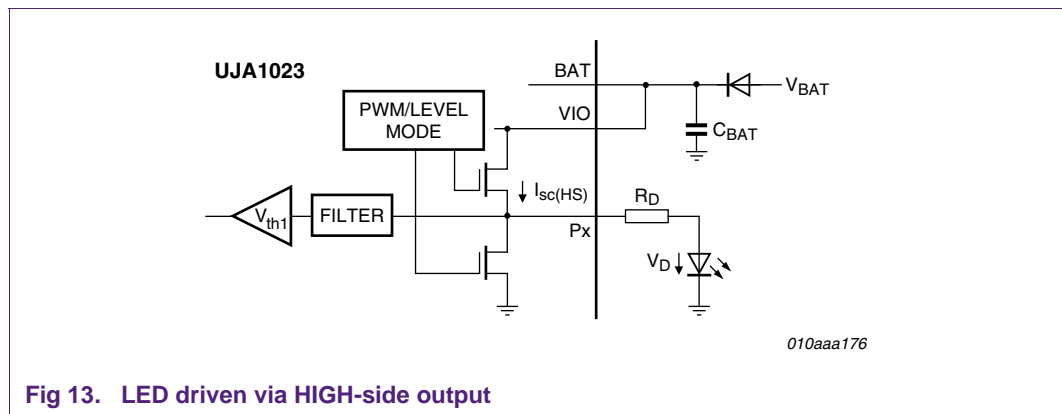 UJA1023
BAT
VIO
VBAT
CBAT
PWM/LEVEL
MODE
Isc(HS)
RD
Vth1
FILTER
Px
VD
010aaa176
Fig 13. LED driven via HIGH-side output